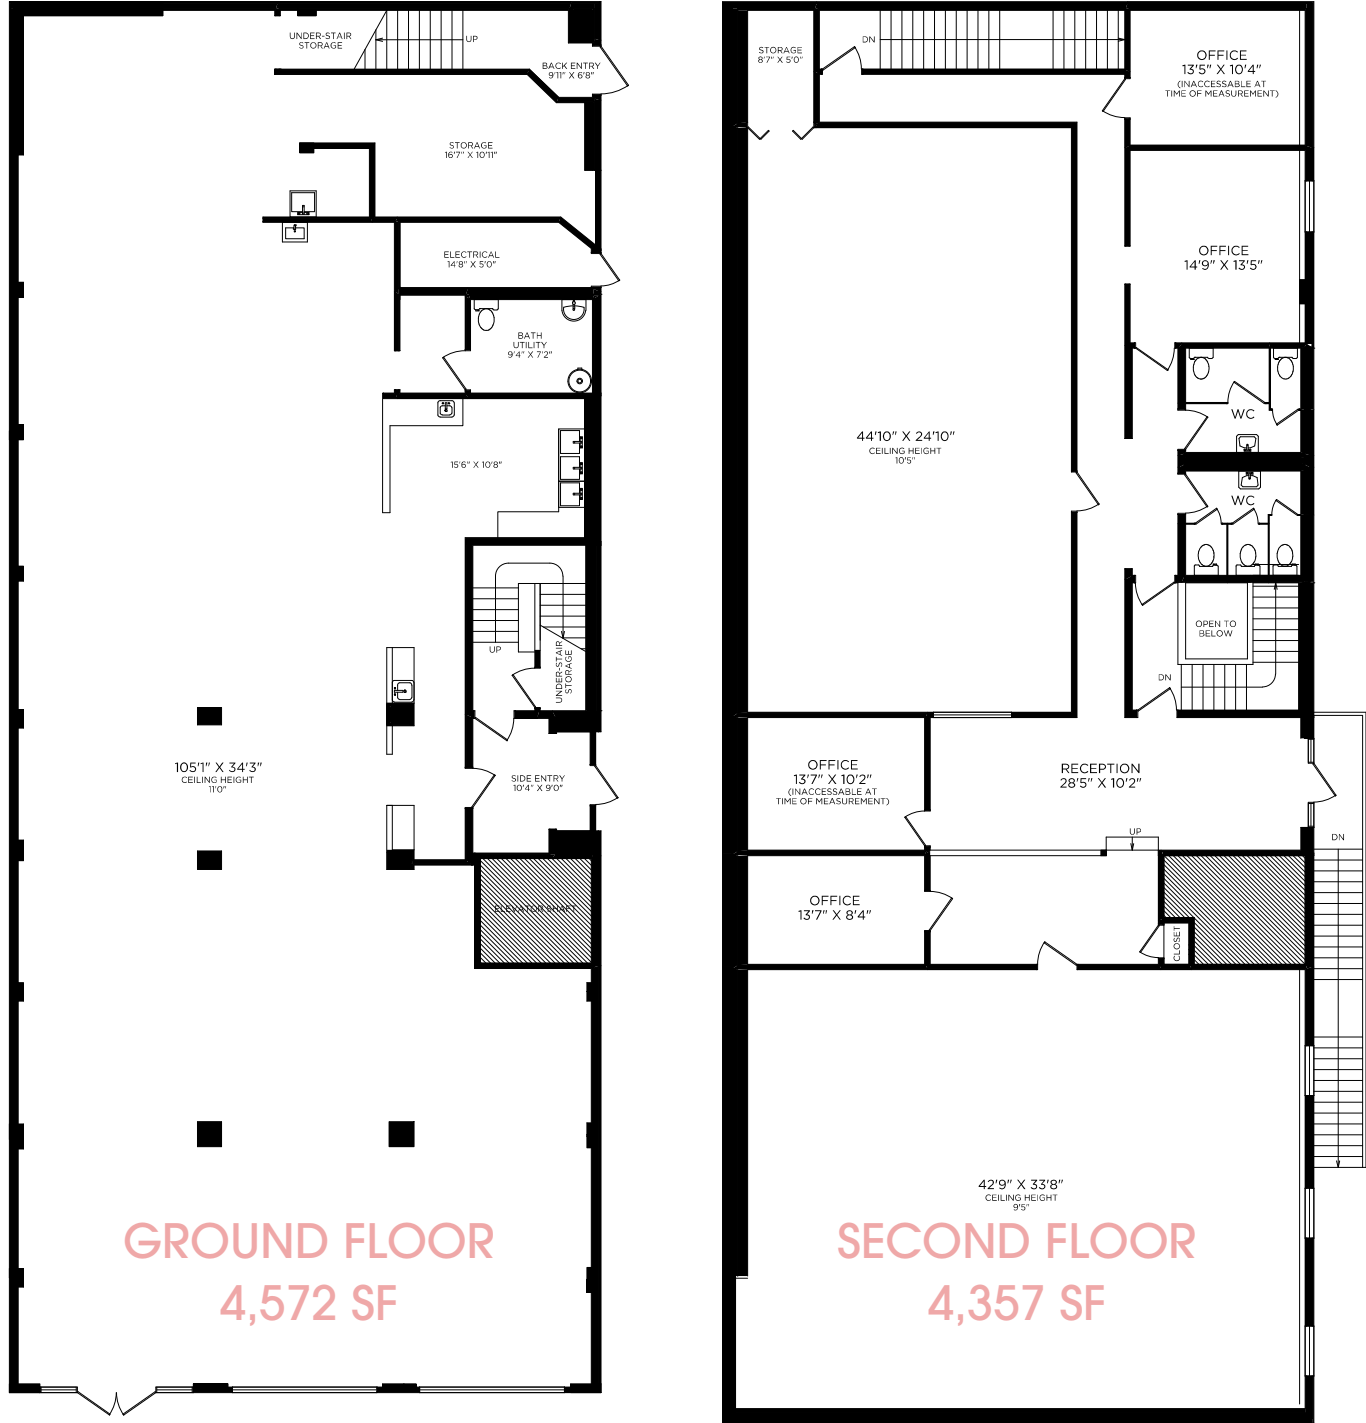 UNDER-STAIR
STORAGE
UP
BACK ENTRY
9'11" X 6'8"
STORAGE
16'7" X 10'11"
ELECTRICAL
14'8" X 5'0"
BATH
UTILITY
9'4" X 7'2"
15'6" X 10'8"
UP
UNDER-STAIR
STORAGE
105'1" X 34'3"
CEILING HEIGHT
11'0"
SIDE ENTRY
10'4" X 9'0"
ELEVATOR SHAFT
GROUND FLOOR
4,572 SF
STORAGE
8'7" X 5'0"
DN
OFFICE
13'5" X 10'4"
(INACCESSABLE AT
TIME OF MEASUREMENT)
OFFICE
14'9" X 13'5"
WC
44'10" X 24'10"
CEILING HEIGHT
10'5"
WC
OPEN TO
BELOW
DN
OFFICE
13'7" X 10'2"
(INACCESSABLE AT
TIME OF MEASUREMENT)
RECEPTION
28'5" X 10'2"
UP
DN
OFFICE
13'7" X 8'4"
CLOSET
42'9" X 33'8"
CEILING HEIGHT
9'5"
SECOND FLOOR
4,357 SF